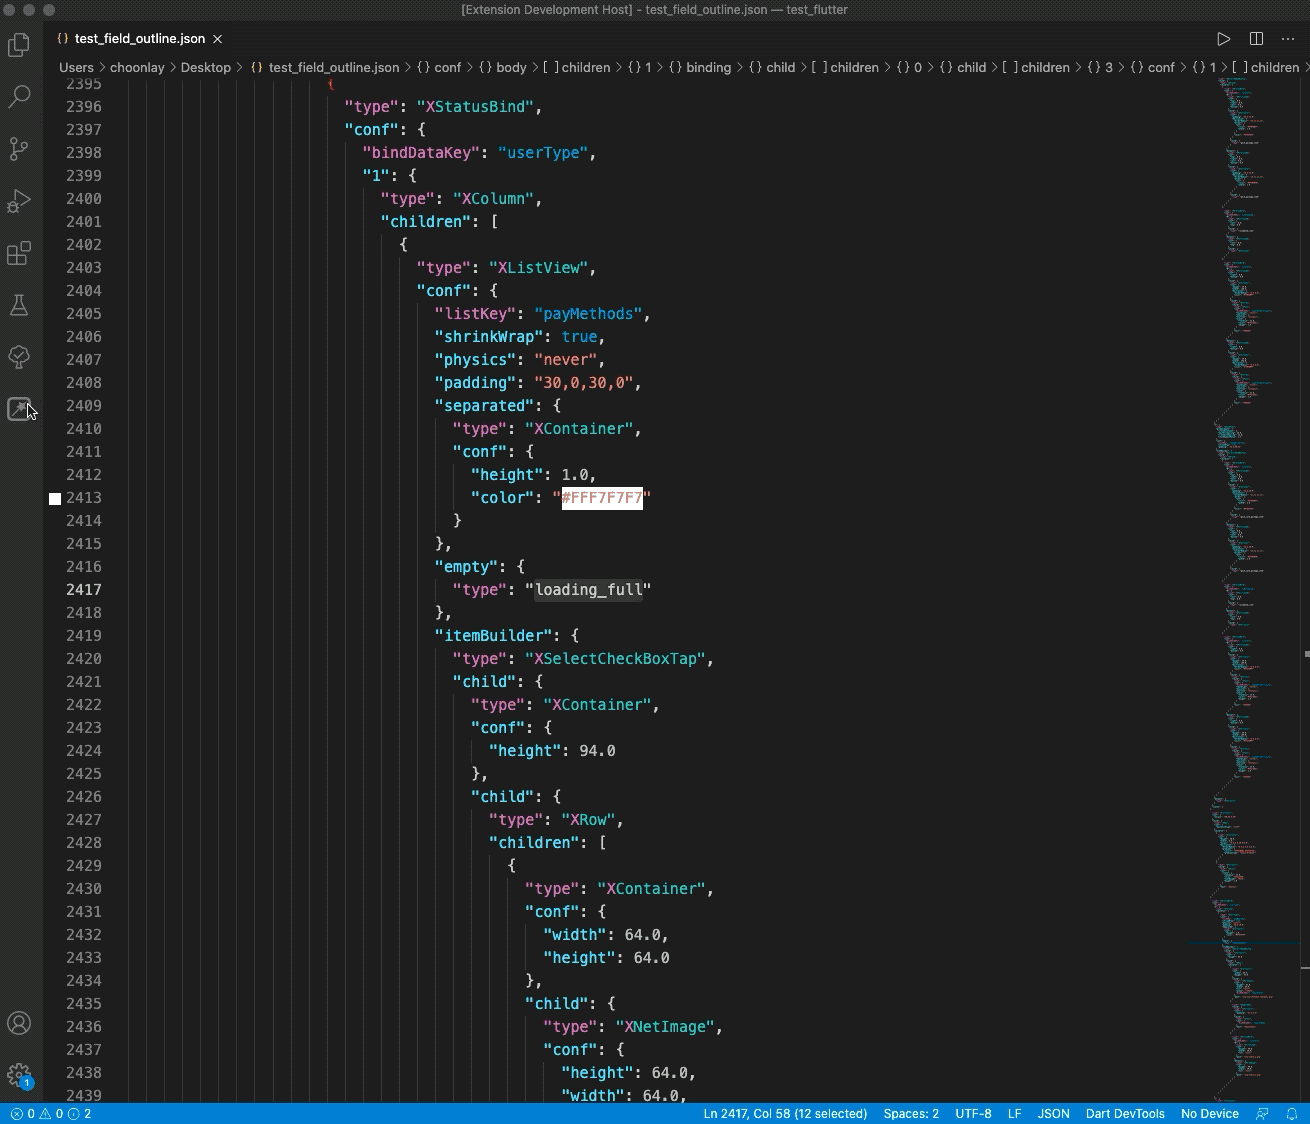 [Extension Development Host] - test_field_outline.json — test_flutter
{} test_field_outline.json
Users > choonlay > Desktop > {} test_field_outline.json > {} conf > {} body > [ ] children > {} 1 > {} binding > {} child > [ ] children > {} 0 > {} child > [ ] children > {} 3 > {} conf > {} 1 > [ ] children >
2395 {
2396 "type": "XStatusBind",
2397 "conf": {
2398 "bindDataKey": "userType",
2399 "1": {
2400 "type": "XColumn",
2401 "children": [
2402 {
2403 "type": "XListView",
2404 "conf": {
2405 "listKey": "payMethods",
2406 "shrinkWrap": true,
2407 "physics": "never",
2408 "padding": "30,0,30,0",
2409 "separated": {
2410 "type": "XContainer",
2411 "conf": {
2412 "height": 1.0,
2413 "color": "#FFF7F7F7"
2414 }
2415 },
2416 "empty": {
2417 "type": "loading_full"
2418 },
2419 "itemBuilder": {
2420 "type": "XSelectCheckBoxTap",
2421 "child": {
2422 "type": "XContainer",
2423 "conf": {
2424 "height": 94.0
2425 },
2426 "child": {
2427 "type": "XRow",
2428 "children": [
2429 {
2430 "type": "XContainer",
2431 "conf": {
2432 "width": 64.0,
2433 "height": 64.0
2434 },
2435 "child": {
2436 "type": "XNetImage",
2437 "conf": {
2438 "height": 64.0,
2439 "width": 64.0,
1
0 0 2 Ln 2417, Col 58 (12 selected) Spaces: 2 UTF-8 LF JSON Dart DevTools No Device